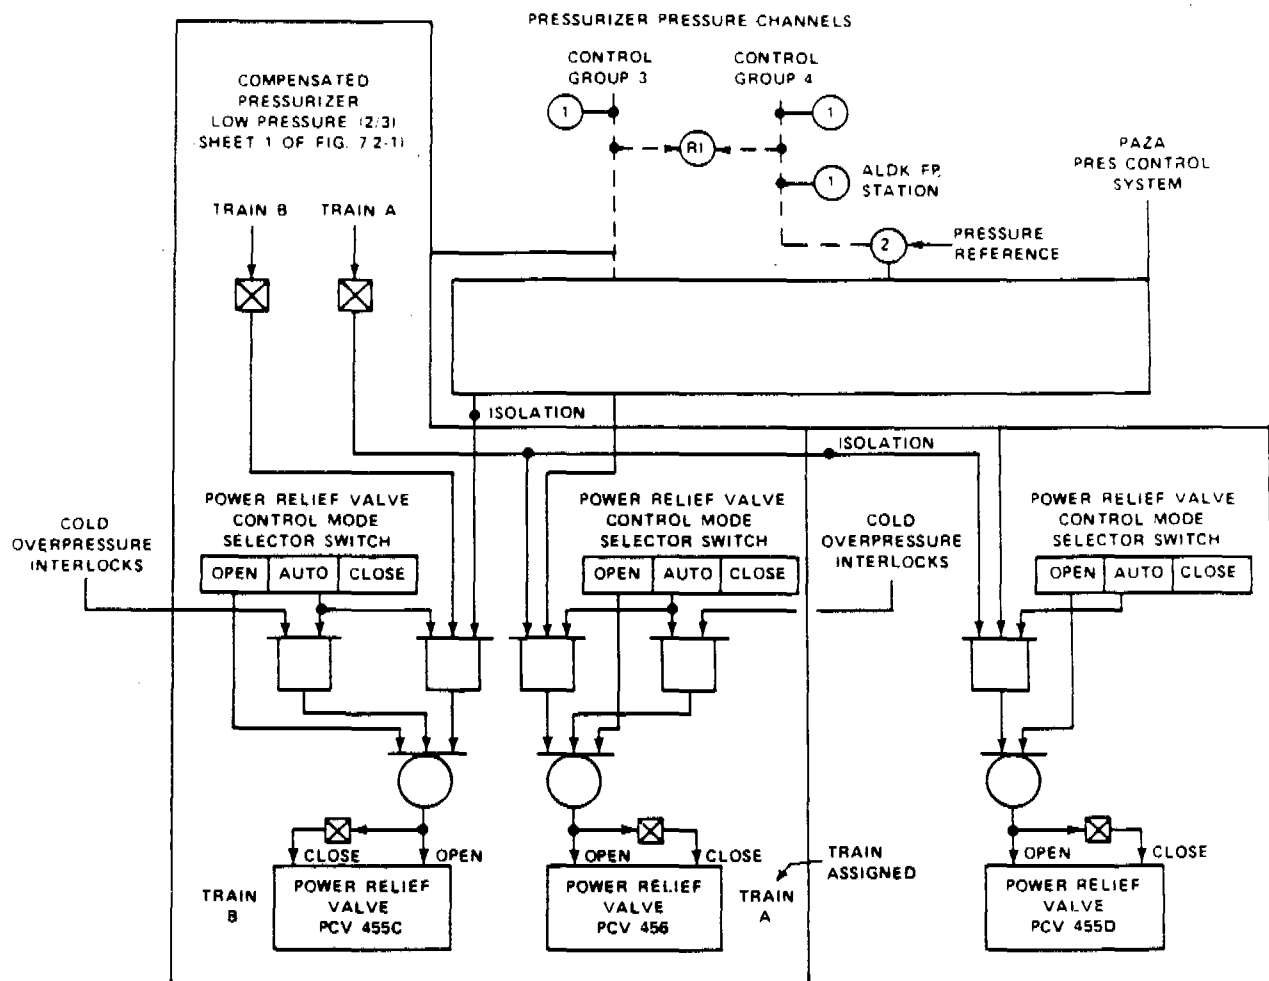 PRESSURIZER PRESSURE CHANNELS
CONTROL
GROUP 3
CONTROL
GROUP 4
COMPENSATED
PRESSURIZER
LOW PRESSURE (2/3)
SHEET 1 OF FIG. 7.2-1)
1
1
RI
PAZA
PRES CONTROL
SYSTEM
1
ALDK FP.
STATION
TRAIN B
TRAIN A
2
PRESSURE
REFERENCE
ISOLATION
ISOLATION
POWER RELIEF VALVE
CONTROL MODE
SELECTOR SWITCH
POWER RELIEF VALVE
CONTROL MODE
SELECTOR SWITCH
POWER RELIEF VALVE
CONTROL MODE
SELECTOR SWITCH
COLD
OVERPRESSURE
INTERLOCKS
COLD
OVERPRESSURE
INTERLOCKS
OPEN AUTO CLOSE
OPEN AUTO CLOSE
OPEN AUTO CLOSE
CLOSE
OPEN
OPEN
CLOSE
OPEN
CLOSE
TRAIN
ASSIGNED
TRAIN
B
POWER RELIEF
VALVE
PCV 455C
POWER RELIEF
VALVE
PCV 456
TRAIN
A
POWER RELIEF
VALVE
PCV 455D